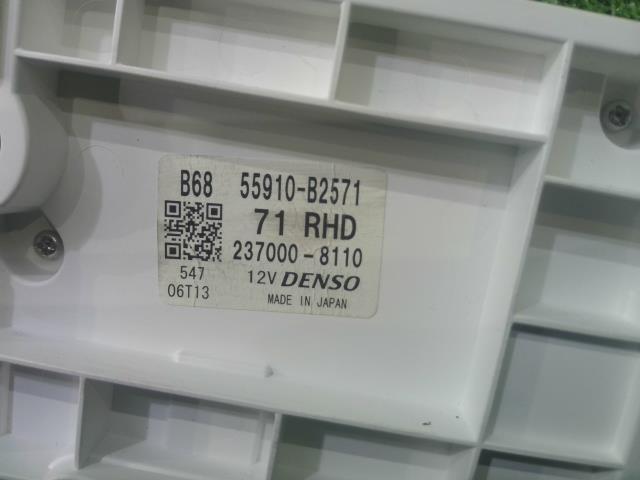 B68 55910-B2571
71 RHD
237000-8110
547 12V DENSO
06T13 MADE IN JAPAN